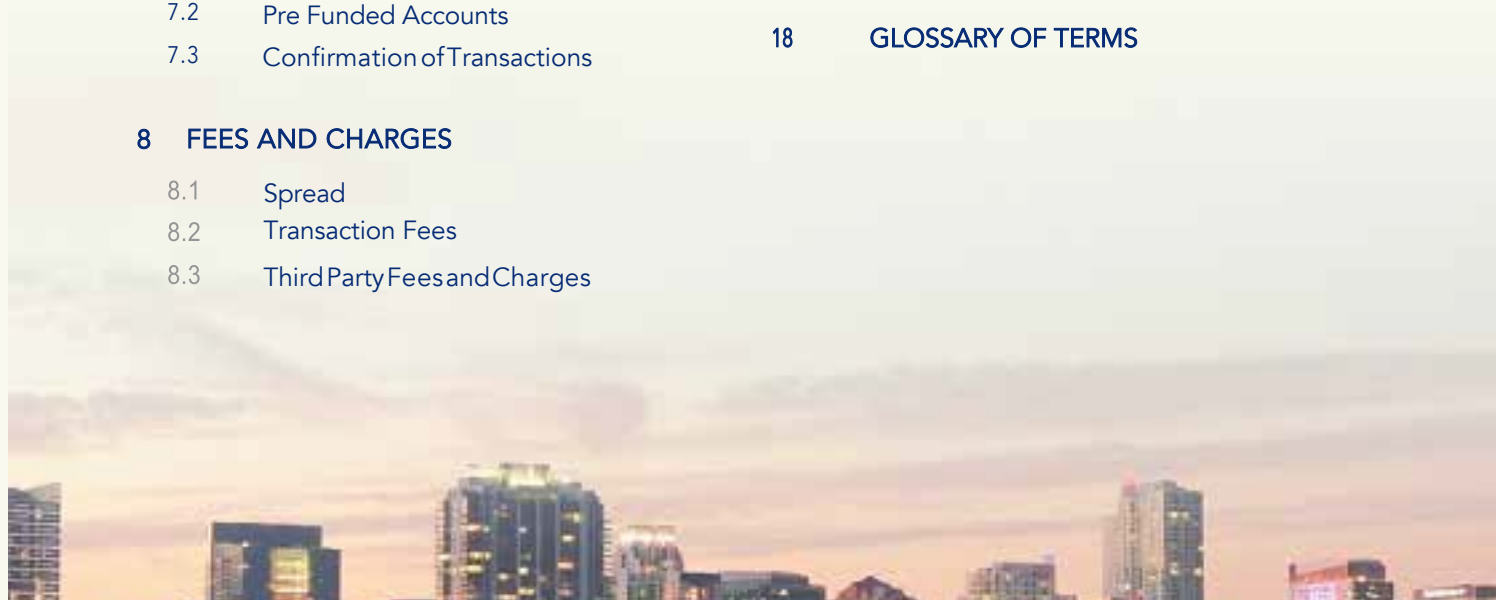 7.2 Pre Funded Accounts
7.3 Confirmation of Transactions
8 FEES AND CHARGES
8.1 Spread
8.2 Transaction Fees
8.3 Third Party Fees and Charges
18 GLOSSARY OF TERMS